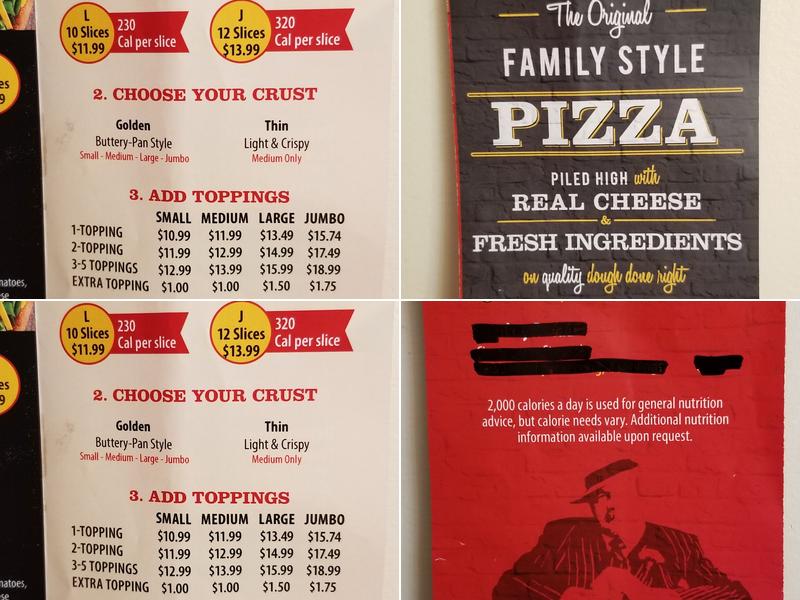 L
10 Slices
$11.99
230
Cal per slice
J
12 Slices
$13.99
320
Cal per slice
2. CHOOSE YOUR CRUST
Golden
Buttery-Pan Style
Small - Medium - Large - Jumbo
Thin
Light & Crispy
Medium Only
3. ADD TOPPINGS
SMALL MEDIUM LARGE JUMBO
1-TOPPING $10.99 $11.99 $13.49 $15.74
2-TOPPING $11.99 $12.99 $14.99 $17.49
3-5 TOPPINGS $12.99 $13.99 $15.99 $18.99
EXTRA TOPPING $1.00 $1.00 $1.50 $1.75
The Original
FAMILY STYLE
PIZZA
PILED HIGH with
REAL CHEESE
&
FRESH INGREDIENTS
on quality dough done right
L
10 Slices
$11.99
230
Cal per slice
J
12 Slices
$13.99
320
Cal per slice
2. CHOOSE YOUR CRUST
Golden
Buttery-Pan Style
Small - Medium - Large - Jumbo
Thin
Light & Crispy
Medium Only
3. ADD TOPPINGS
SMALL MEDIUM LARGE JUMBO
1-TOPPING $10.99 $11.99 $13.49 $15.74
2-TOPPING $11.99 $12.99 $14.99 $17.49
3-5 TOPPINGS $12.99 $13.99 $15.99 $18.99
EXTRA TOPPING $1.00 $1.00 $1.50 $1.75
2,000 calories a day is used for general nutrition
advice, but calorie needs vary. Additional nutrition
information available upon request.